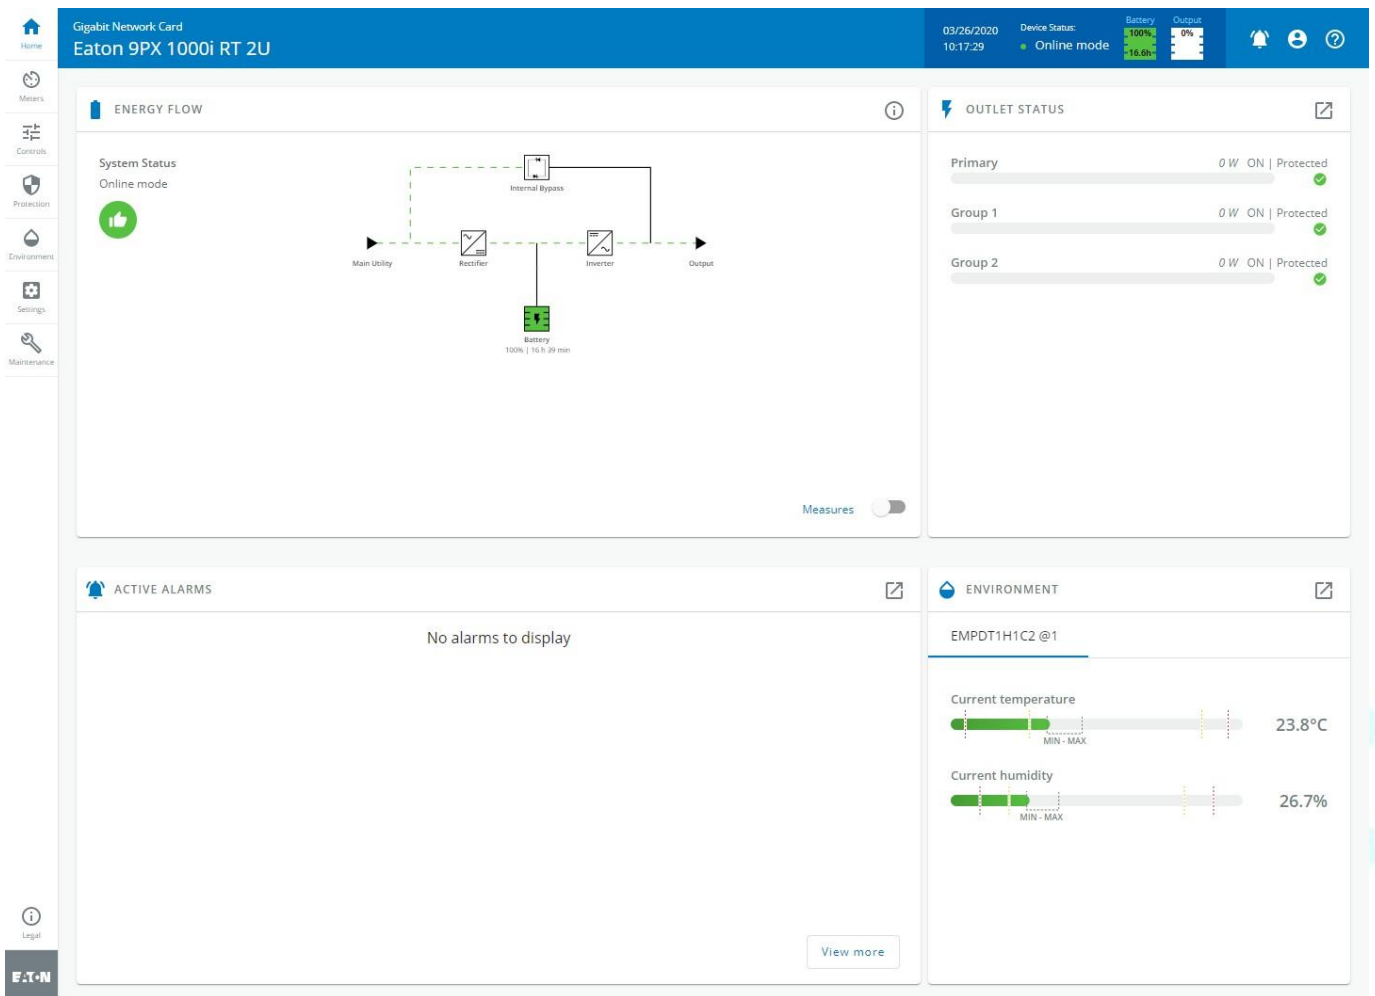 Gigabit Network Card
Eaton 9PX 1000i RT 2U
03/26/2020
10:17:29
Device Status:
Online mode
Battery
100%
16.6h
Output
0%
Home
Meters
Controls
Protection
Environment
Settings
Maintenance
Legal
EATON
ENERGY FLOW
System Status
Online mode
Internal Bypass
Main Utility
Rectifier
Inverter
Output
Battery
100% | 16 h 39 min
Measures
OUTLET STATUS
Primary 0 W ON | Protected
Group 1 0 W ON | Protected
Group 2 0 W ON | Protected
ACTIVE ALARMS
No alarms to display
View more
ENVIRONMENT
EMPDT1H1C2 @1
Current temperature
23.8°C
MIN - MAX
Current humidity
26.7%
MIN - MAX